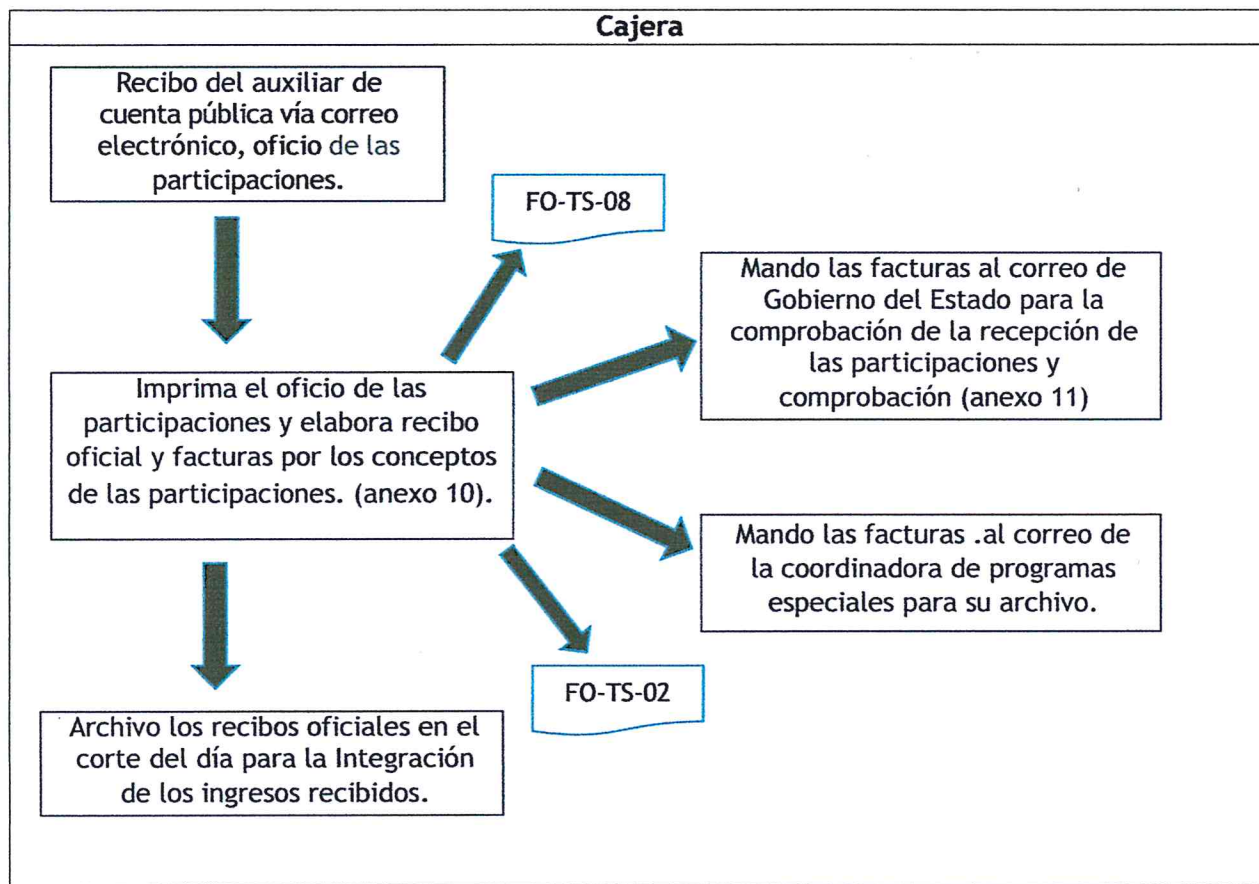 Cajera
Recibo del auxiliar de
cuenta pública vía correo
electrónico, oficio de las
participaciones.
FO-TS-08
Mando las facturas al correo de
Gobierno del Estado para la
comprobación de la recepción de
las participaciones y
comprobación (anexo 11)
Imprima el oficio de las
participaciones y elabora recibo
oficial y facturas por los conceptos
de las participaciones. (anexo 10).
Mando las facturas .al correo de
la coordinadora de programas
especiales para su archivo.
FO-TS-02
Archivo los recibos oficiales en el
corte del día para la Integración
de los ingresos recibidos.